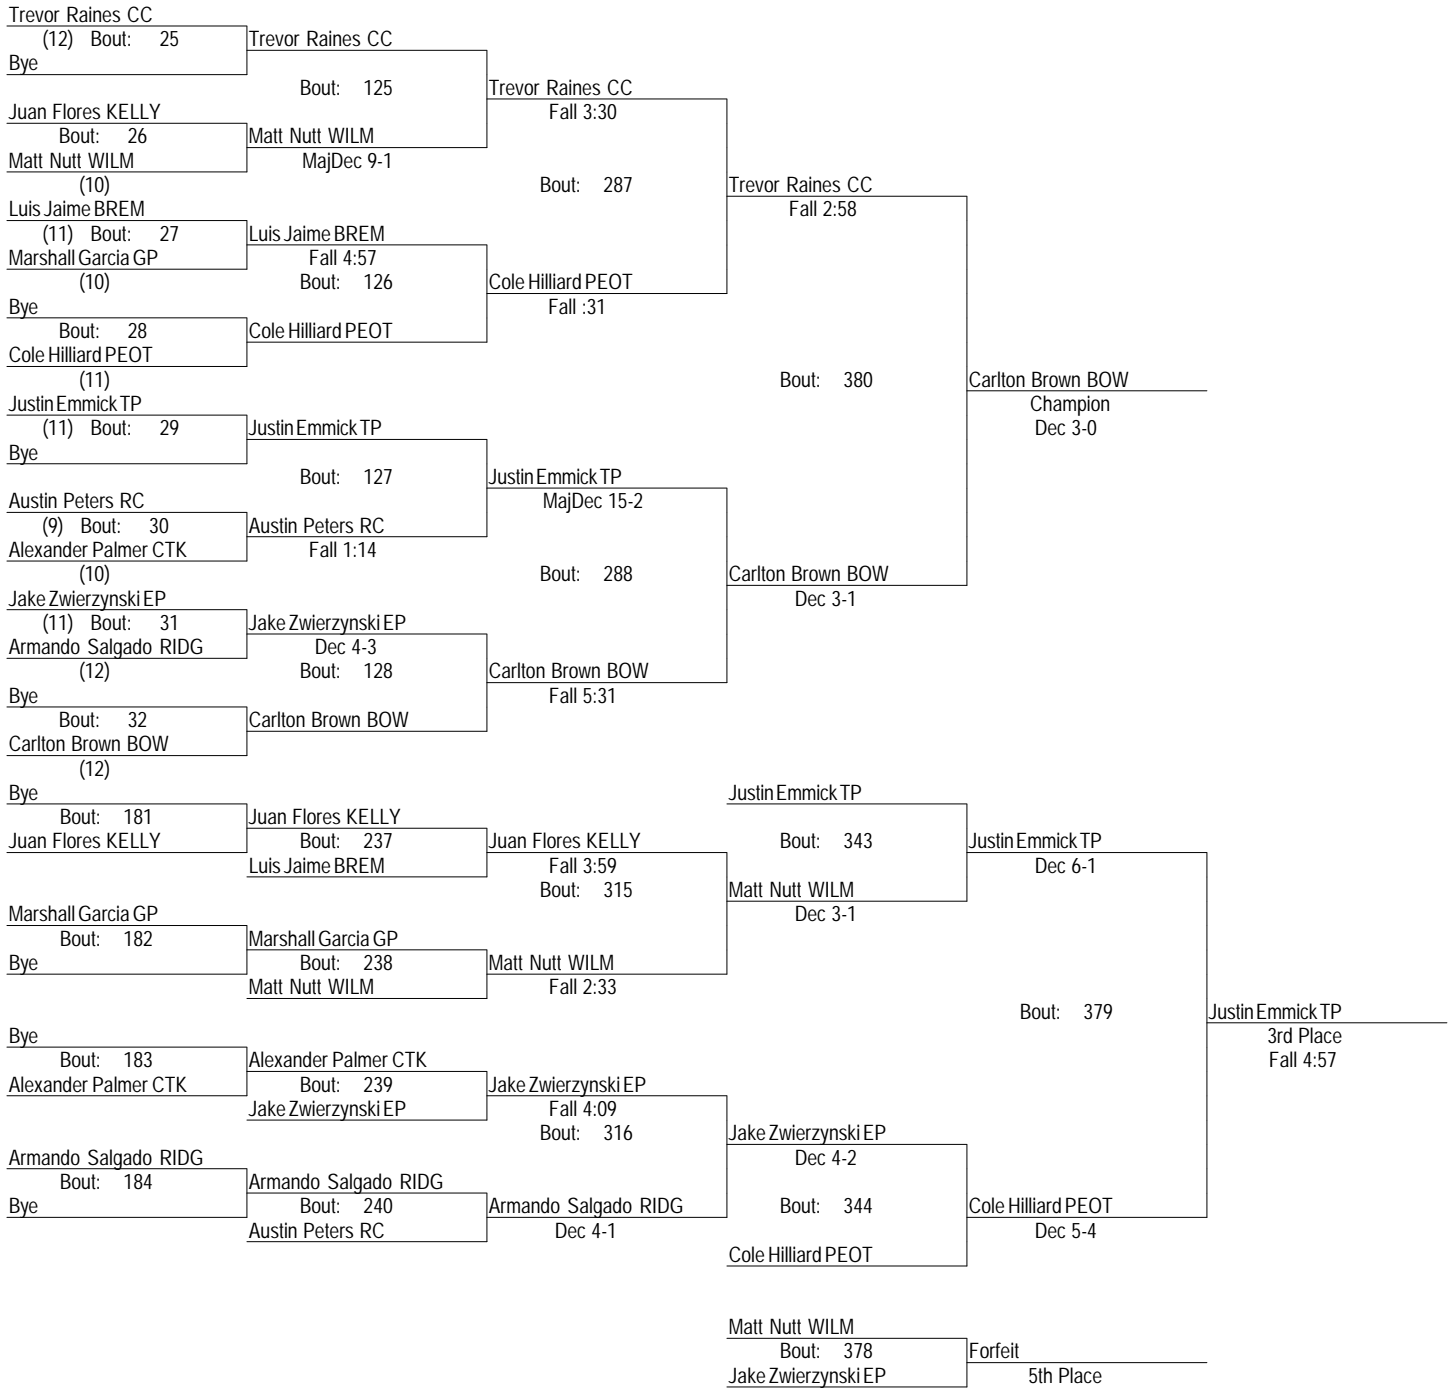 Trevor Raines CC
(12) Bout: 25
Trevor Raines CC
Bye
Bout: 125
Trevor Raines CC
Juan Flores KELLY
Fall 3:30
Bout: 26
Matt Nutt WILM
Matt Nutt WILM
MajDec 9-1
(10)
Bout: 287
Trevor Raines CC
Luis Jaime BREM
Fall 2:58
(11) Bout: 27
Luis Jaime BREM
Marshall Garcia GP
Fall 4:57
(10)
Bout: 126
Cole Hilliard PEOT
Bye
Fall :31
Bout: 28
Cole Hilliard PEOT
Cole Hilliard PEOT
(11)
Bout: 380
Carlton Brown BOW
Justin Emmick TP
Champion
(11) Bout: 29
Justin Emmick TP
Dec 3-0
Bye
Bout: 127
Justin Emmick TP
Austin Peters RC
MajDec 15-2
(9) Bout: 30
Austin Peters RC
Alexander Palmer CTK
Fall 1:14
(10)
Bout: 288
Carlton Brown BOW
Jake Zwierzynski EP
Dec 3-1
(11) Bout: 31
Jake Zwierzynski EP
Armando Salgado RIDG
Dec 4-3
(12)
Bout: 128
Carlton Brown BOW
Bye
Fall 5:31
Bout: 32
Carlton Brown BOW
Carlton Brown BOW
(12)
Bye
Justin Emmick TP
Bout: 181
Juan Flores KELLY
Juan Flores KELLY
Bout: 237
Juan Flores KELLY
Bout: 343
Justin Emmick TP
Luis Jaime BREM
Fall 3:59
Dec 6-1
Bout: 315
Matt Nutt WILM
Marshall Garcia GP
Dec 3-1
Bout: 182
Marshall Garcia GP
Bye
Bout: 238
Matt Nutt WILM
Matt Nutt WILM
Fall 2:33
Bout: 379
Justin Emmick TP
Bye
3rd Place
Bout: 183
Alexander Palmer CTK
Fall 4:57
Alexander Palmer CTK
Bout: 239
Jake Zwierzynski EP
Jake Zwierzynski EP
Fall 4:09
Bout: 316
Jake Zwierzynski EP
Armando Salgado RIDG
Dec 4-2
Bout: 184
Armando Salgado RIDG
Bye
Bout: 240
Armando Salgado RIDG
Bout: 344
Cole Hilliard PEOT
Austin Peters RC
Dec 4-1
Dec 5-4
Cole Hilliard PEOT
Matt Nutt WILM
Bout: 378
Forfeit
Jake Zwierzynski EP
5th Place